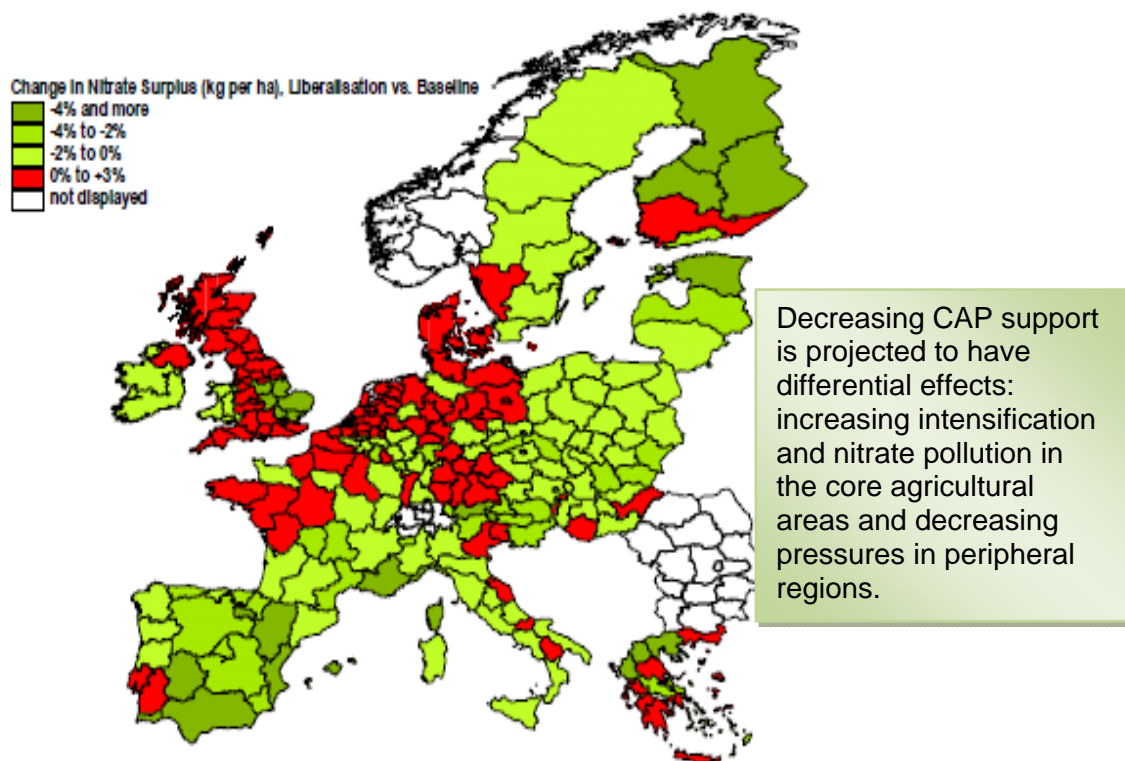 Change in Nitrate Surplus (kg per ha), Liberalisation vs. Baseline
-4% and more
-4% to -2%
-2% to 0%
0% to +3%
not displayed
Decreasing CAP support
is projected to have
differential effects:
increasing intensification
and nitrate pollution in
the core agricultural
areas and decreasing
pressures in peripheral
regions.